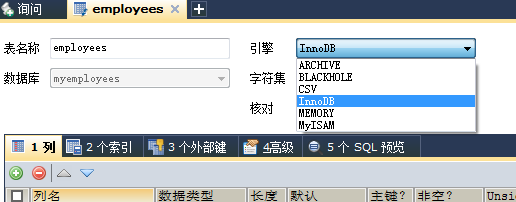 询问 employees
表名称 employees 引擎 InnoDB
数据库 myemployees 字符集
核对
ARCHIVE
BLACKHOLE
CSV
InnoDB
MEMORY
MyISAM
1 列 2 个索引 3 个外部键 4高级 5 个 SQL 预览
列名 数据类型 长度 默认 主键? 非空? Unsi